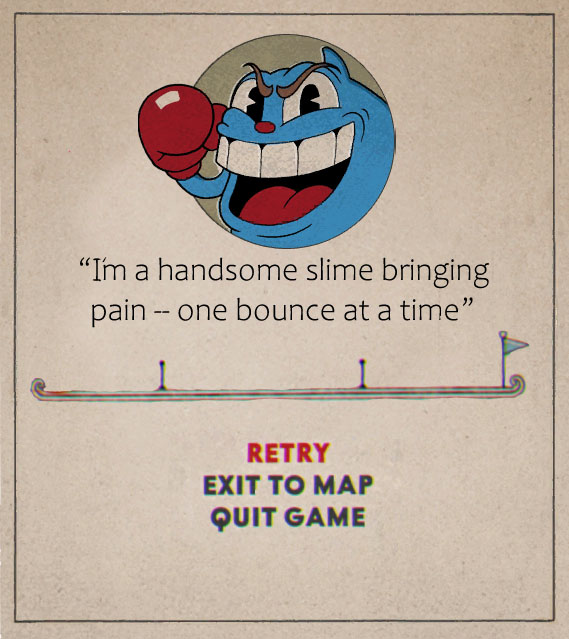 “I'm a handsome slime bringing
pain -- one bounce at a time”
RETRY
EXIT TO MAP
QUIT GAME